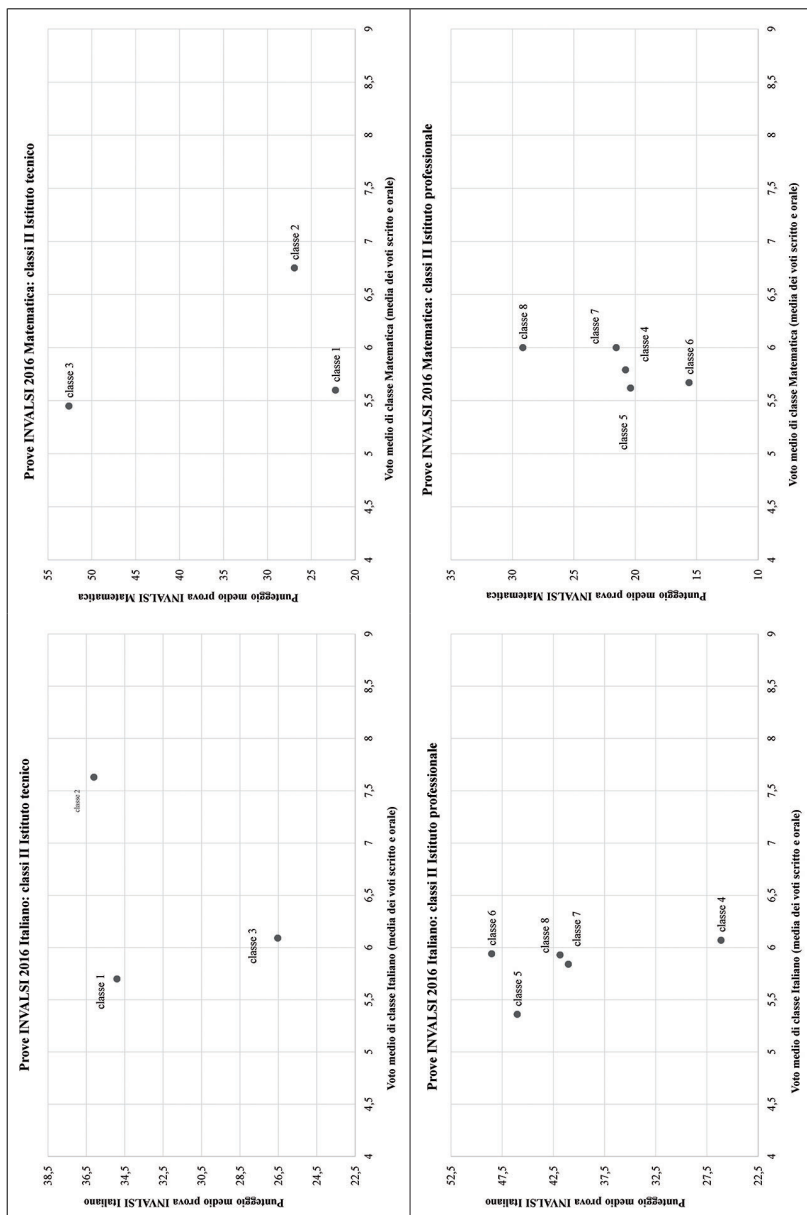 Prove INVALSI 2016 Italiano: classi II Istituto tecnico
Punteggio medio prova INVALSI Italiano
38,5
36,5
34,5
32,5
30,5
28,5
26,5
24,5
22,5
classe 1
classe 2
classe 3
4
4,5
5
5,5
6
6,5
7
7,5
8
8,5
9
Voto medio di classe Italiano (media dei voti scritto e orale)
Prove INVALSI 2016 Matematica: classi II Istituto tecnico
Punteggio medio prova INVALSI Matematica
55
50
45
40
35
30
25
20
classe 3
classe 2
classe 1
4
4,5
5
5,5
6
6,5
7
7,5
8
8,5
9
Voto medio di classe Matematica (media dei voti scritto e orale)
Prove INVALSI 2016 Italiano: classi II Istituto professionale
Punteggio medio prova INVALSI Italiano
52,5
47,5
42,5
37,5
32,5
27,5
22,5
classe 6
classe 5
classe 8
classe 7
classe 4
4
4,5
5
5,5
6
6,5
7
7,5
8
8,5
9
Voto medio di classe Italiano (media dei voti scritto e orale)
Prove INVALSI 2016 Matematica: classi II Istituto professionale
Punteggio medio prova INVALSI Matematica
35
30
25
20
15
10
classe 8
classe 7
classe 4
classe 5
classe 6
4
4,5
5
5,5
6
6,5
7
7,5
8
8,5
9
Voto medio di classe Matematica (media dei voti scritto e orale)